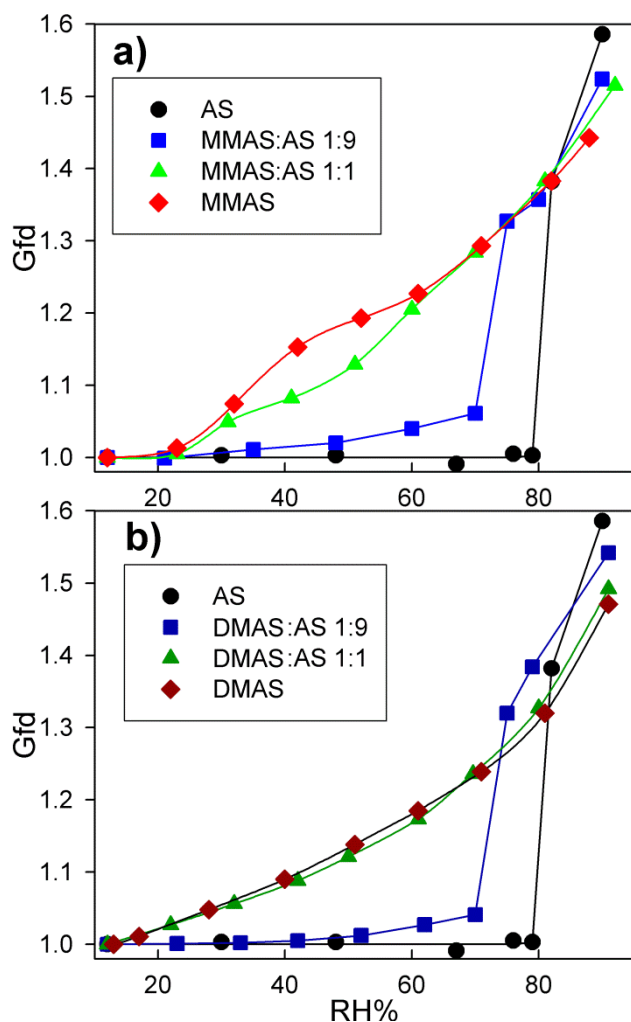 1.6
a)
AS
1.5
MMAS:AS 1:9
MMAS:AS 1:1
1.4
MMAS
Gfd
1.3
1.2
1.1
1.0
20 40 60 80
1.6
b)
AS
1.5
DMAS:AS 1:9
DMAS:AS 1:1
1.4
DMAS
Gfd
1.3
1.2
1.1
1.0
20 40 60 80
RH%